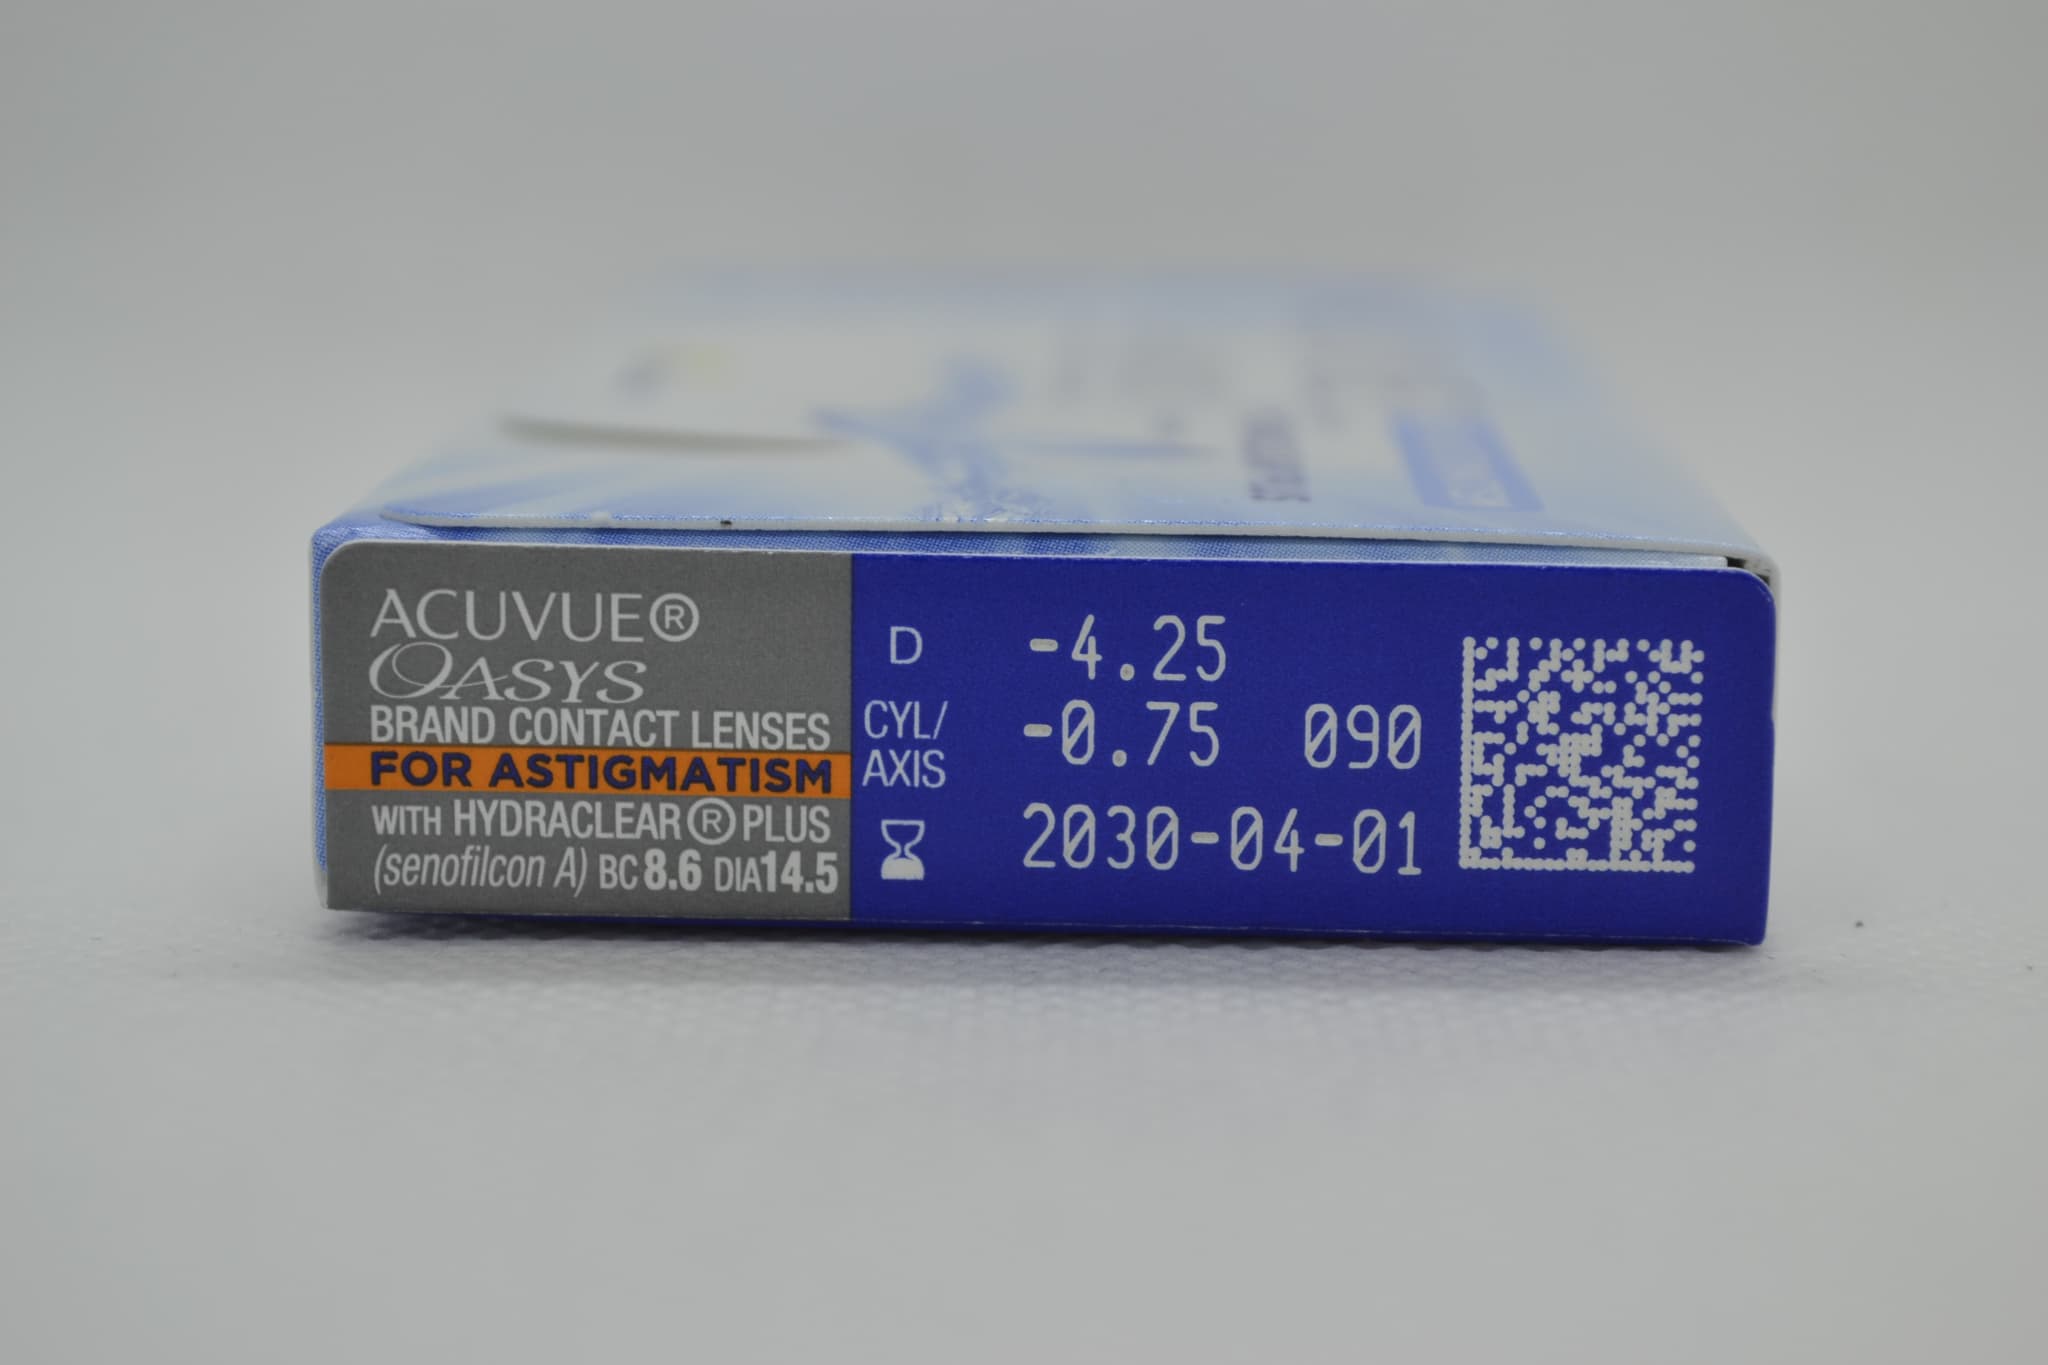 ACUVUE®
OASYS
BRAND CONTACT LENSES
FOR ASTIGMATISM
WITH HYDRACLEAR® PLUS
(senofilcon A) BC 8.6 DIA 14.5
D -4.25
CYL/AXIS -0.75 090
2030-04-01